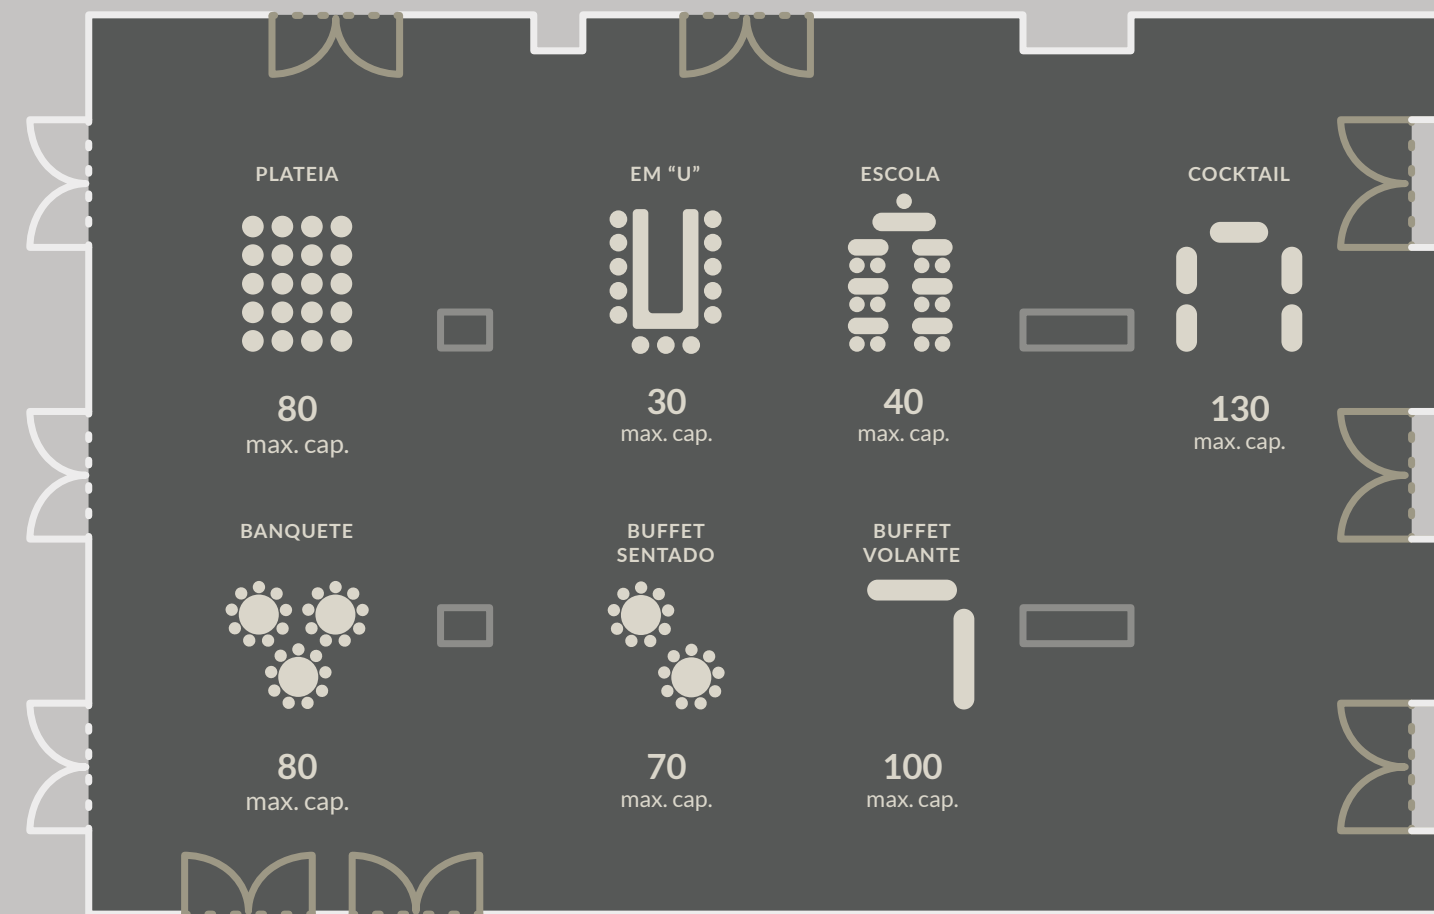 PLATEIA
80
max. cap.
EM “U”
30
max. cap.
ESCOLA
40
max. cap.
COCKTAIL
130
max. cap.
BANQUETE
80
max. cap.
BUFFET
SENTADO
70
max. cap.
BUFFET
VOLANTE
100
max. cap.